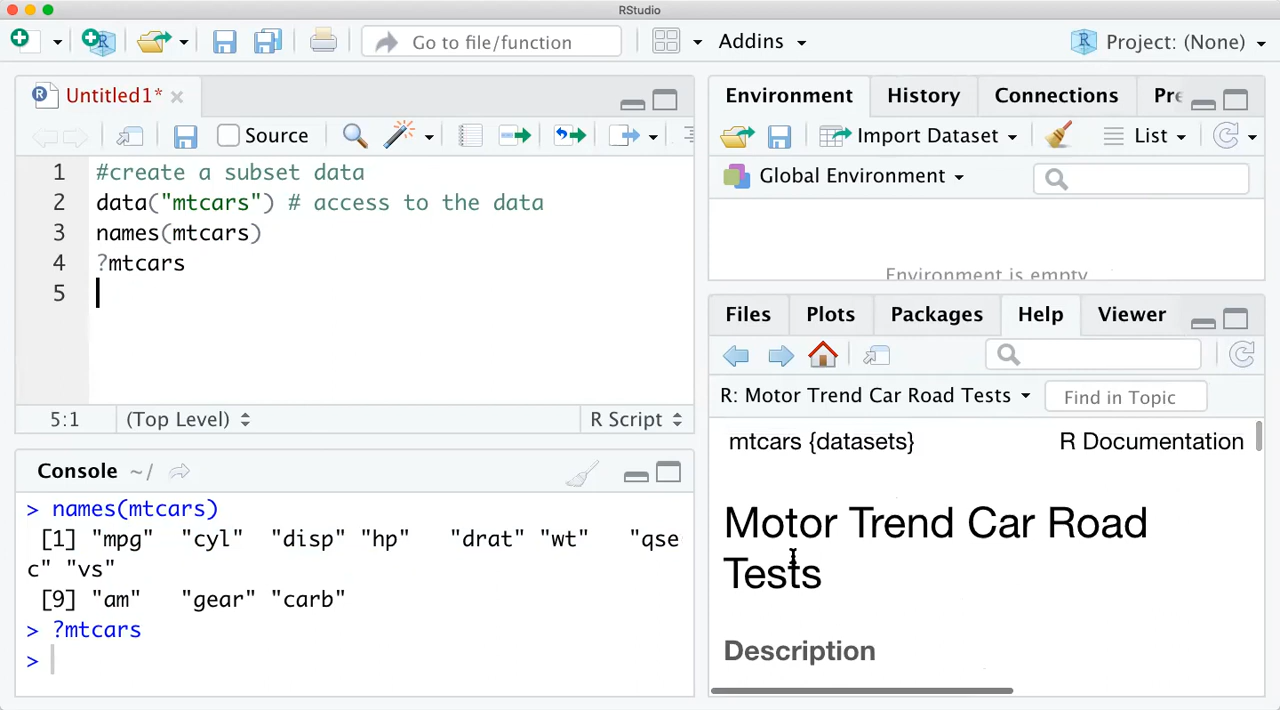 RStudio
Go to file/function
Addins
Project: (None)
Untitled1*
Source
1 #create a subset data
2 data("mtcars") # access to the data
3 names(mtcars)
4 ?mtcars
5
5:1 (Top Level) R Script
Console ~/
> names(mtcars)
[1] "mpg" "cyl" "disp" "hp" "drat" "wt" "qse
c" "vs"
[9] "am" "gear" "carb"
> ?mtcars
>
Environment History Connections Pr
Import Dataset List
Global Environment
Environment is empty
Files Plots Packages Help Viewer
R: Motor Trend Car Road Tests Find in Topic
mtcars {datasets} R Documentation
Motor Trend Car Road
Tests
Description